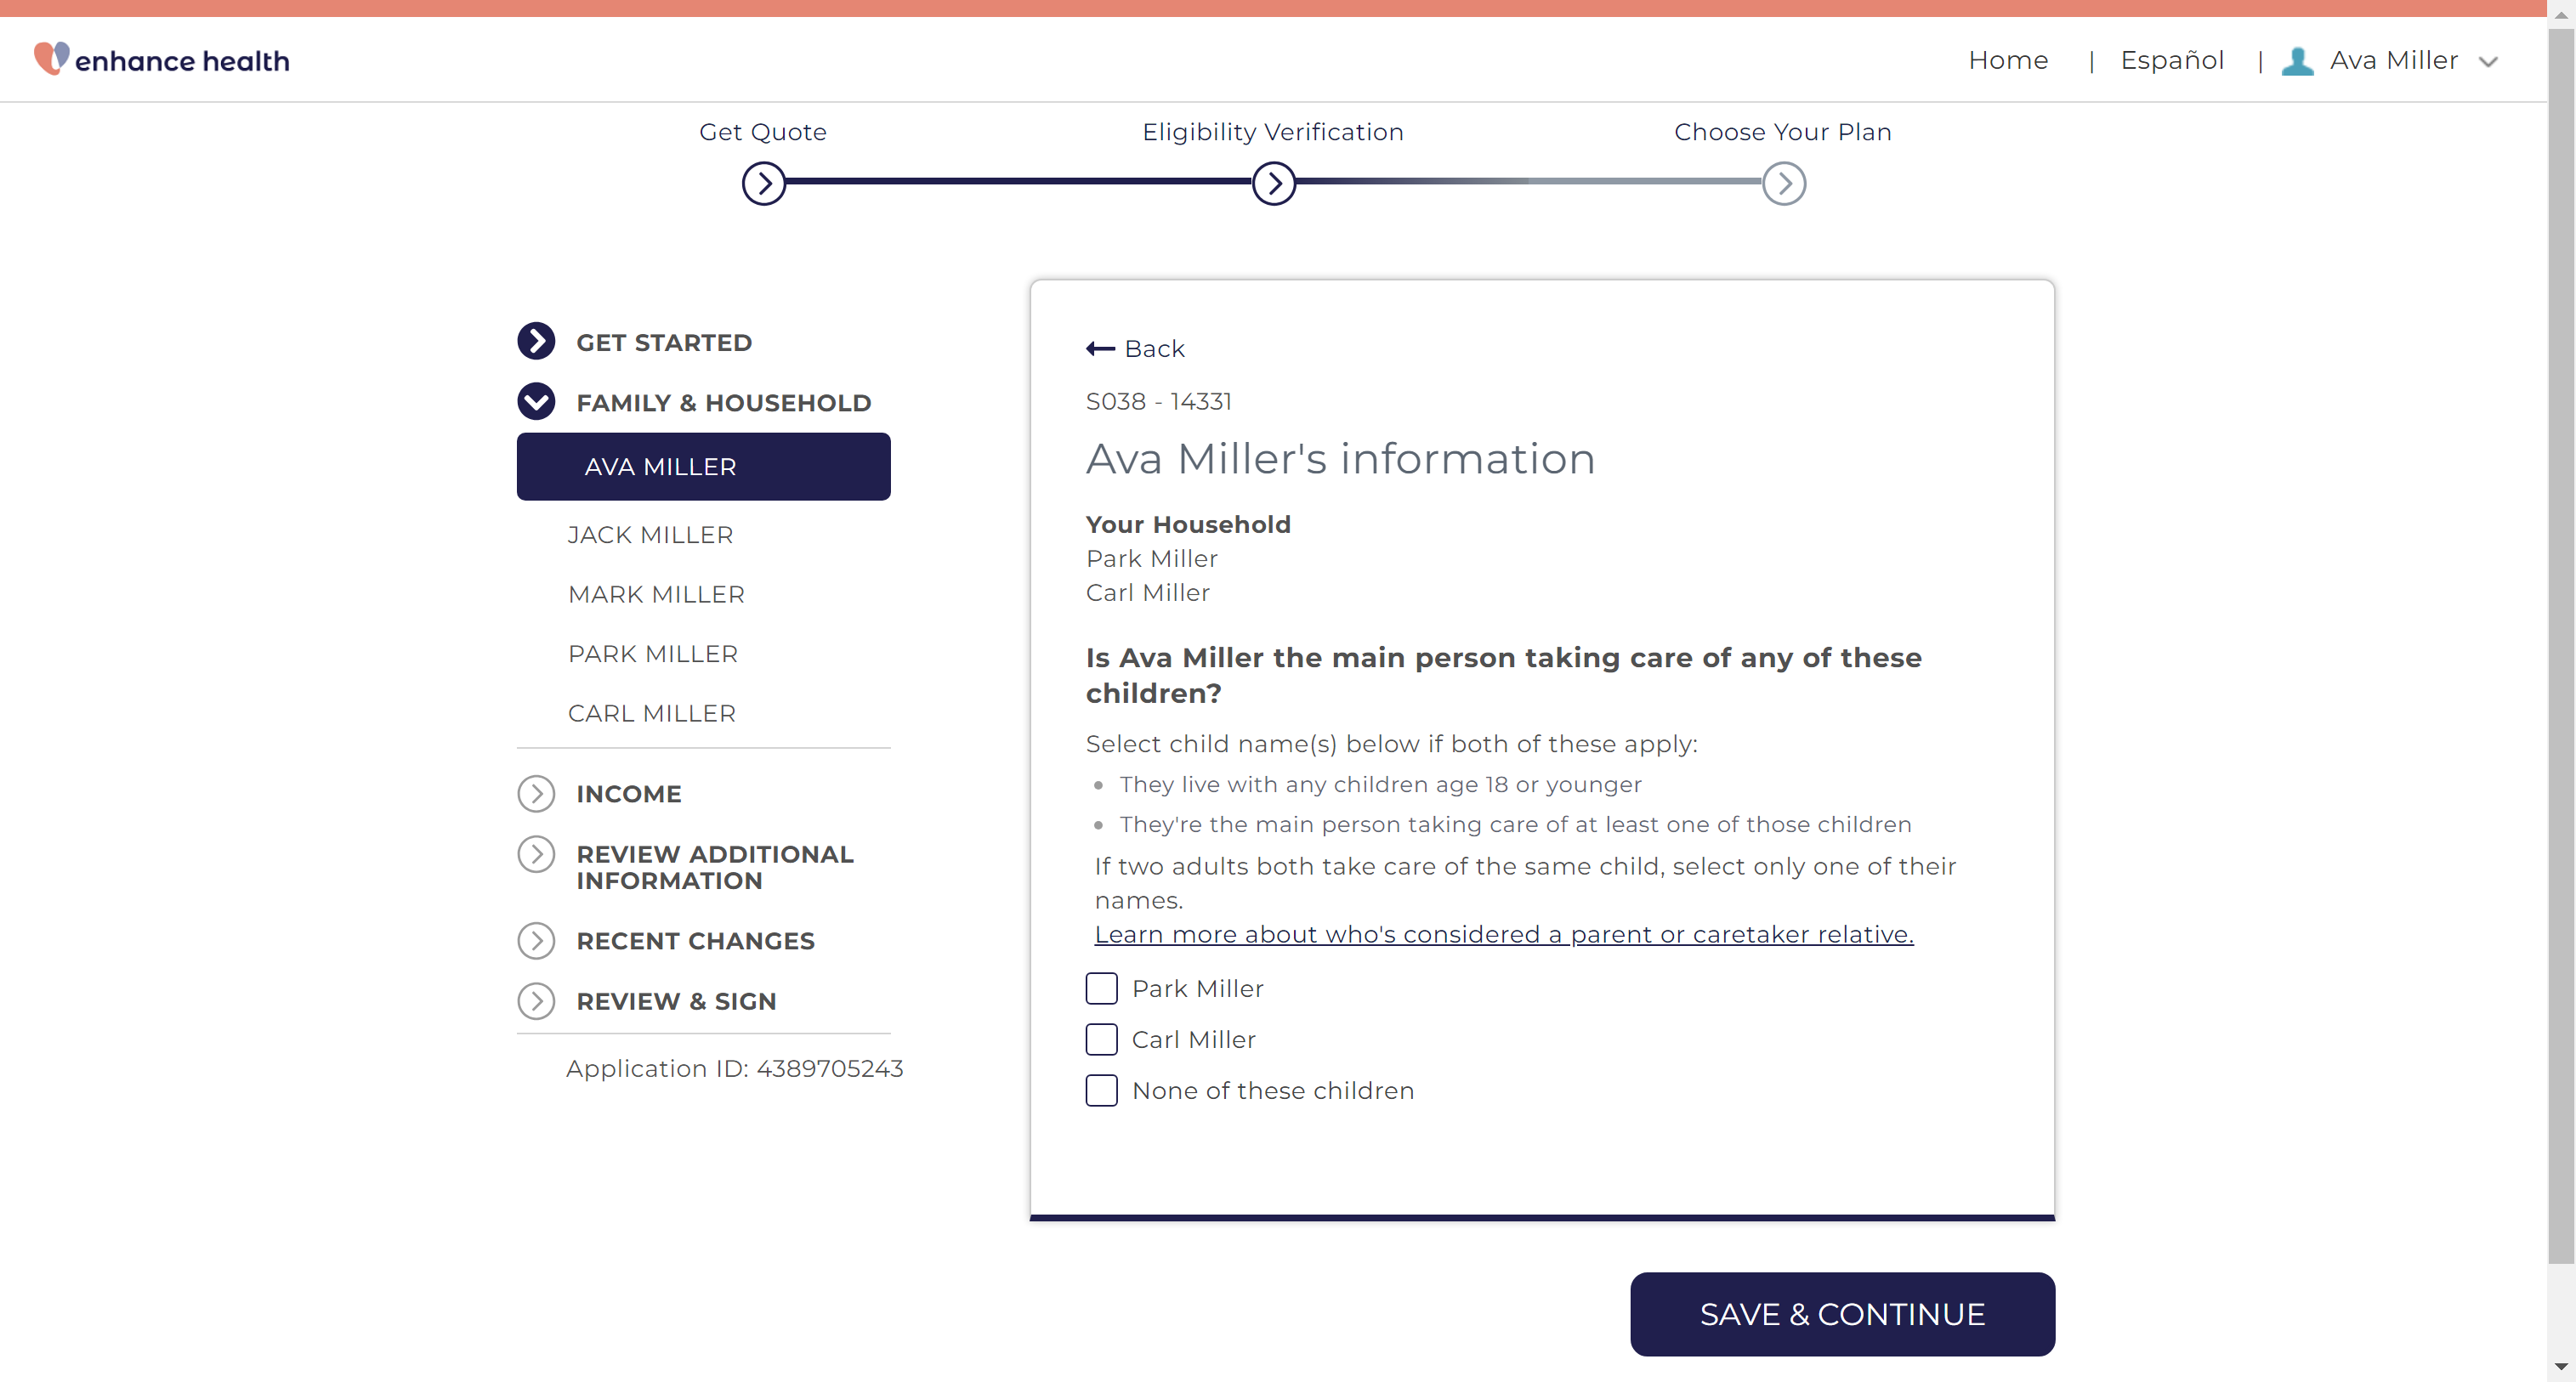 enhance health
Home | Español | Ava Miller
Get Quote
Eligibility Verification
Choose Your Plan
GET STARTED
FAMILY & HOUSEHOLD
AVA MILLER
JACK MILLER
MARK MILLER
PARK MILLER
CARL MILLER
INCOME
REVIEW ADDITIONAL
INFORMATION
RECENT CHANGES
REVIEW & SIGN
Application ID: 4389705243
Back
S038 - 14331
Ava Miller's information
Your Household
Park Miller
Carl Miller
Is Ava Miller the main person taking care of any of these
children?
Select child name(s) below if both of these apply:
• They live with any children age 18 or younger
• They're the main person taking care of at least one of those children
If two adults both take care of the same child, select only one of their
names.
Learn more about who's considered a parent or caretaker relative.
Park Miller
Carl Miller
None of these children
SAVE & CONTINUE